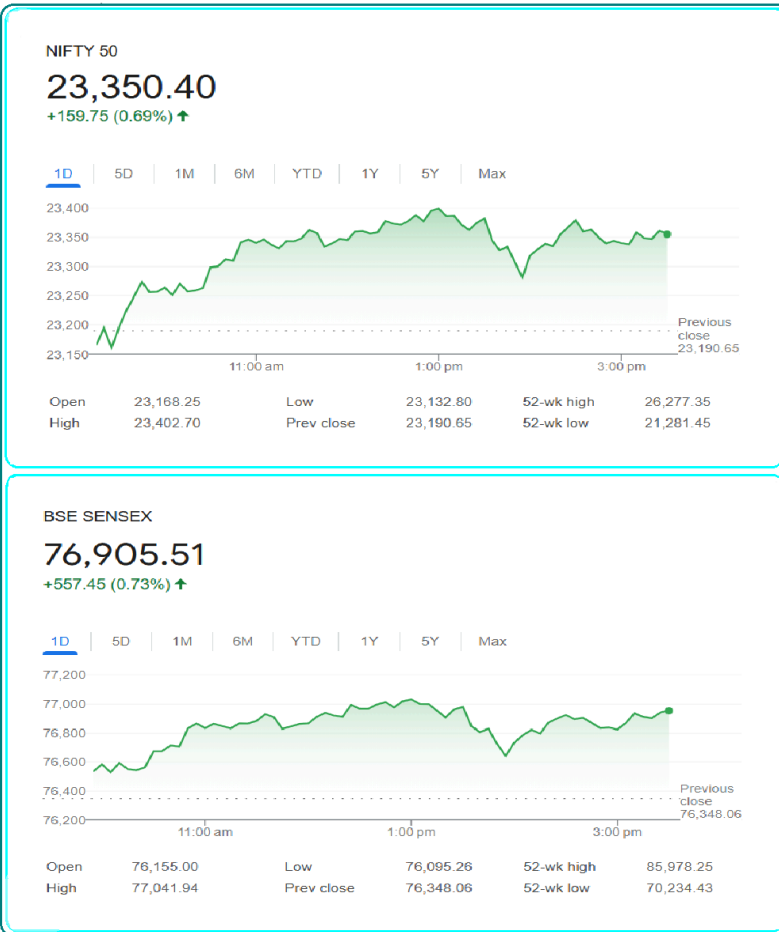 NIFTY 50
23,350.40
+159.75 (0.69%) ↑
1D 5D 1M 6M YTD 1Y 5Y Max
23,400
23,350
23,300
23,250
23,200
23,150
Previous
close
23,190.65
11:00 am 1:00 pm 3:00 pm
Open 23,168.25 Low 23,132.80 52-wk high 26,277.35
High 23,402.70 Prev close 23,190.65 52-wk low 21,281.45
BSE SENSEX
76,905.51
+557.45 (0.73%) ↑
1D 5D 1M 6M YTD 1Y 5Y Max
77,200
77,000
76,800
76,600
76,400
76,200
Previous
close
76,348.06
11:00 am 1:00 pm 3:00 pm
Open 76,155.00 Low 76,095.26 52-wk high 85,978.25
High 77,041.94 Prev close 76,348.06 52-wk low 70,234.43